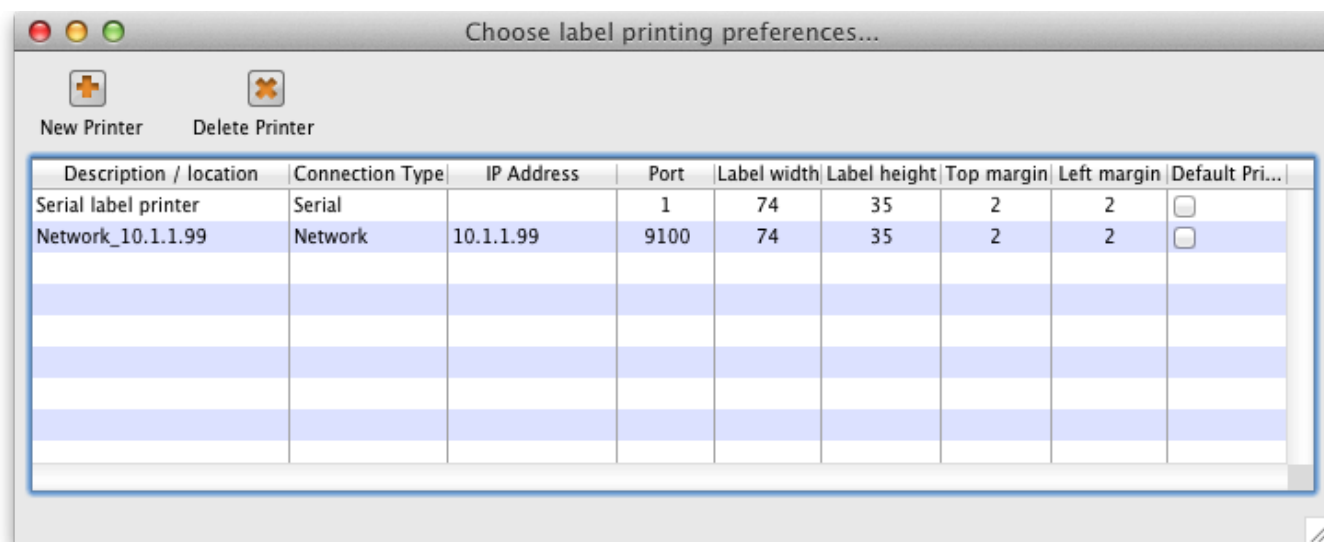 Choose label printing preferences...
New Printer Delete Printer
Description / location Connection Type IP Address Port Label width Label height Top margin Left margin Default Pri...
Serial label printer Serial 1 74 35 2 2
Network_10.1.1.99 Network 10.1.1.99 9100 74 35 2 2